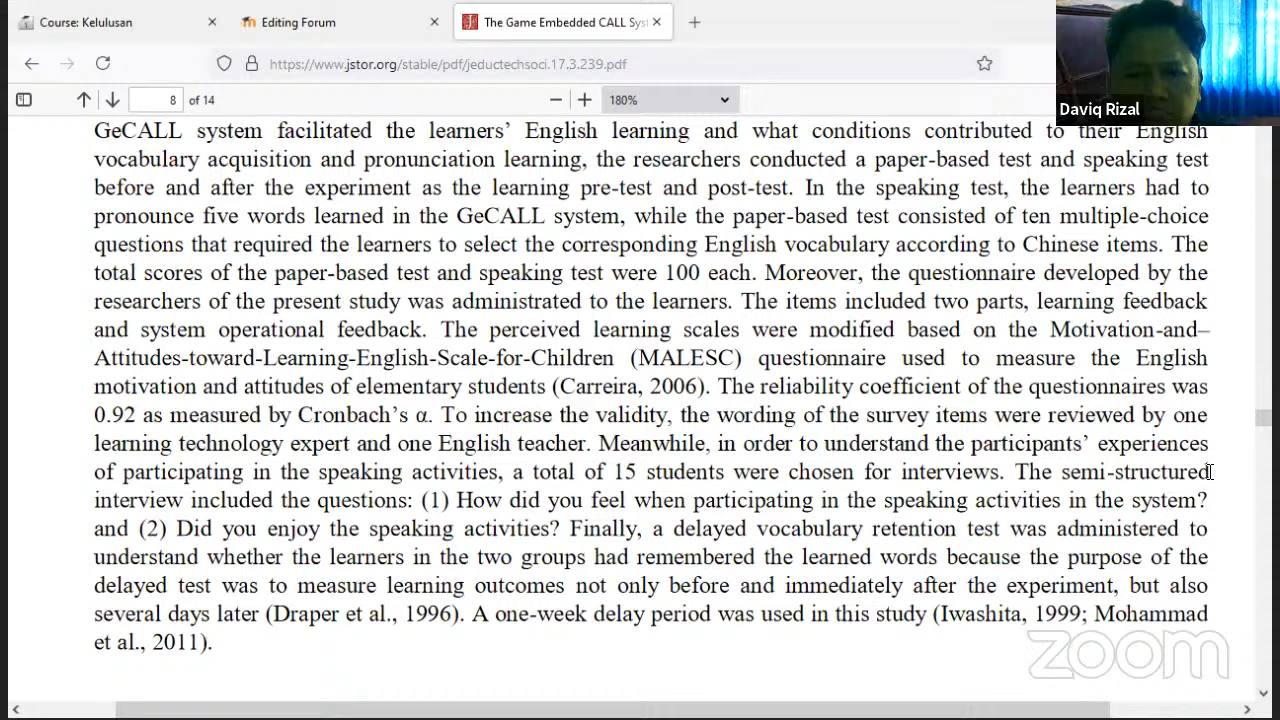 Course: Kelulusan
Editing Forum
The Game Embedded CALL Sys
https://www.jstor.org/stable/pdf/jeductechsoci.17.3.239.pdf
8 of 14
180%
Daviq Rizal
GeCALL system facilitated the learners’ English learning and what conditions contributed to their English
vocabulary acquisition and pronunciation learning, the researchers conducted a paper-based test and speaking test
before and after the experiment as the learning pre-test and post-test. In the speaking test, the learners had to
pronounce five words learned in the GeCALL system, while the paper-based test consisted of ten multiple-choice
questions that required the learners to select the corresponding English vocabulary according to Chinese items. The
total scores of the paper-based test and speaking test were 100 each. Moreover, the questionnaire developed by the
researchers of the present study was administrated to the learners. The items included two parts, learning feedback
and system operational feedback. The perceived learning scales were modified based on the Motivation-and–
Attitudes-toward-Learning-English-Scale-for-Children (MALESC) questionnaire used to measure the English
motivation and attitudes of elementary students (Carreira, 2006). The reliability coefficient of the questionnaires was
0.92 as measured by Cronbach’s α. To increase the validity, the wording of the survey items were reviewed by one
learning technology expert and one English teacher. Meanwhile, in order to understand the participants’ experiences
of participating in the speaking activities, a total of 15 students were chosen for interviews. The semi-structured
interview included the questions: (1) How did you feel when participating in the speaking activities in the system?
and (2) Did you enjoy the speaking activities? Finally, a delayed vocabulary retention test was administered to
understand whether the learners in the two groups had remembered the learned words because the purpose of the
delayed test was to measure learning outcomes not only before and immediately after the experiment, but also
several days later (Draper et al., 1996). A one-week delay period was used in this study (Iwashita, 1999; Mohammad
et al., 2011).
zoom